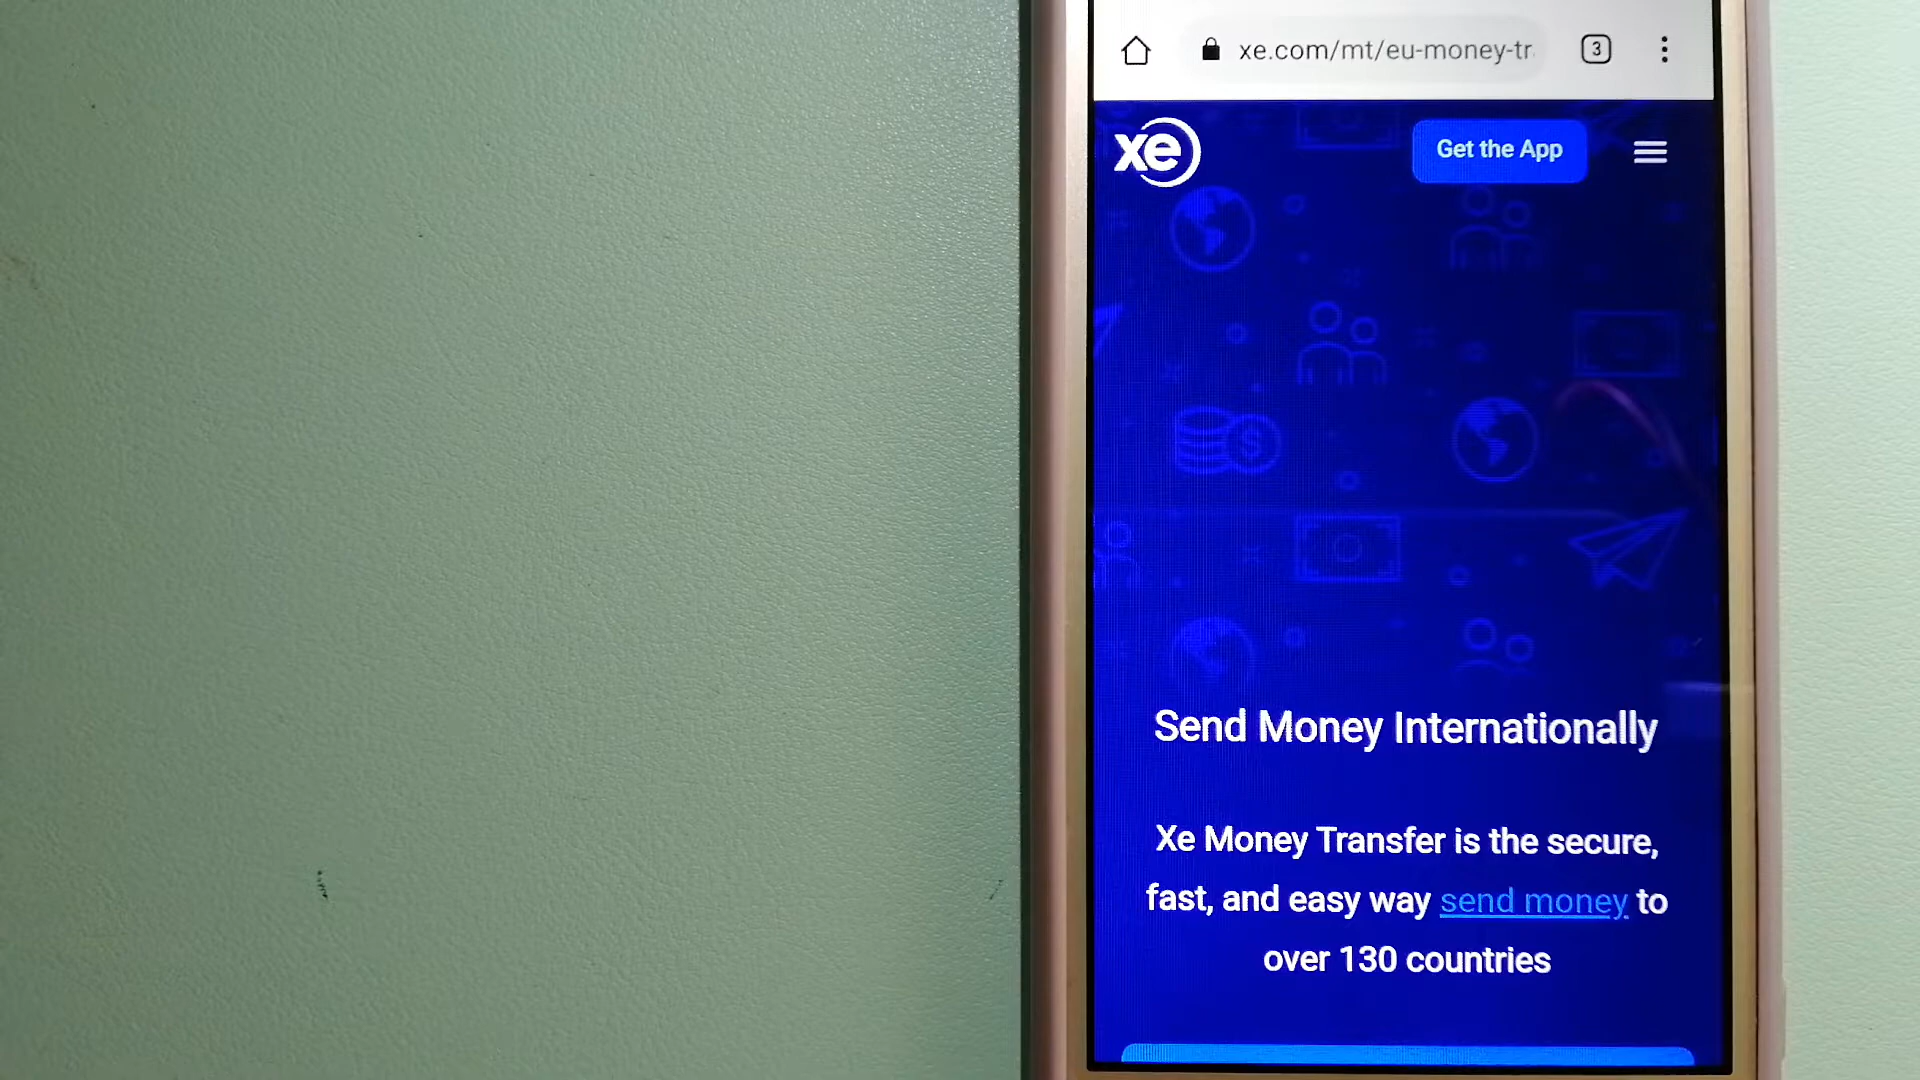 xe.com/mt/eu-money-tr
3
xe
Get the App
Send Money Internationally
Xe Money Transfer is the secure,
fast, and easy way send money to
over 130 countries